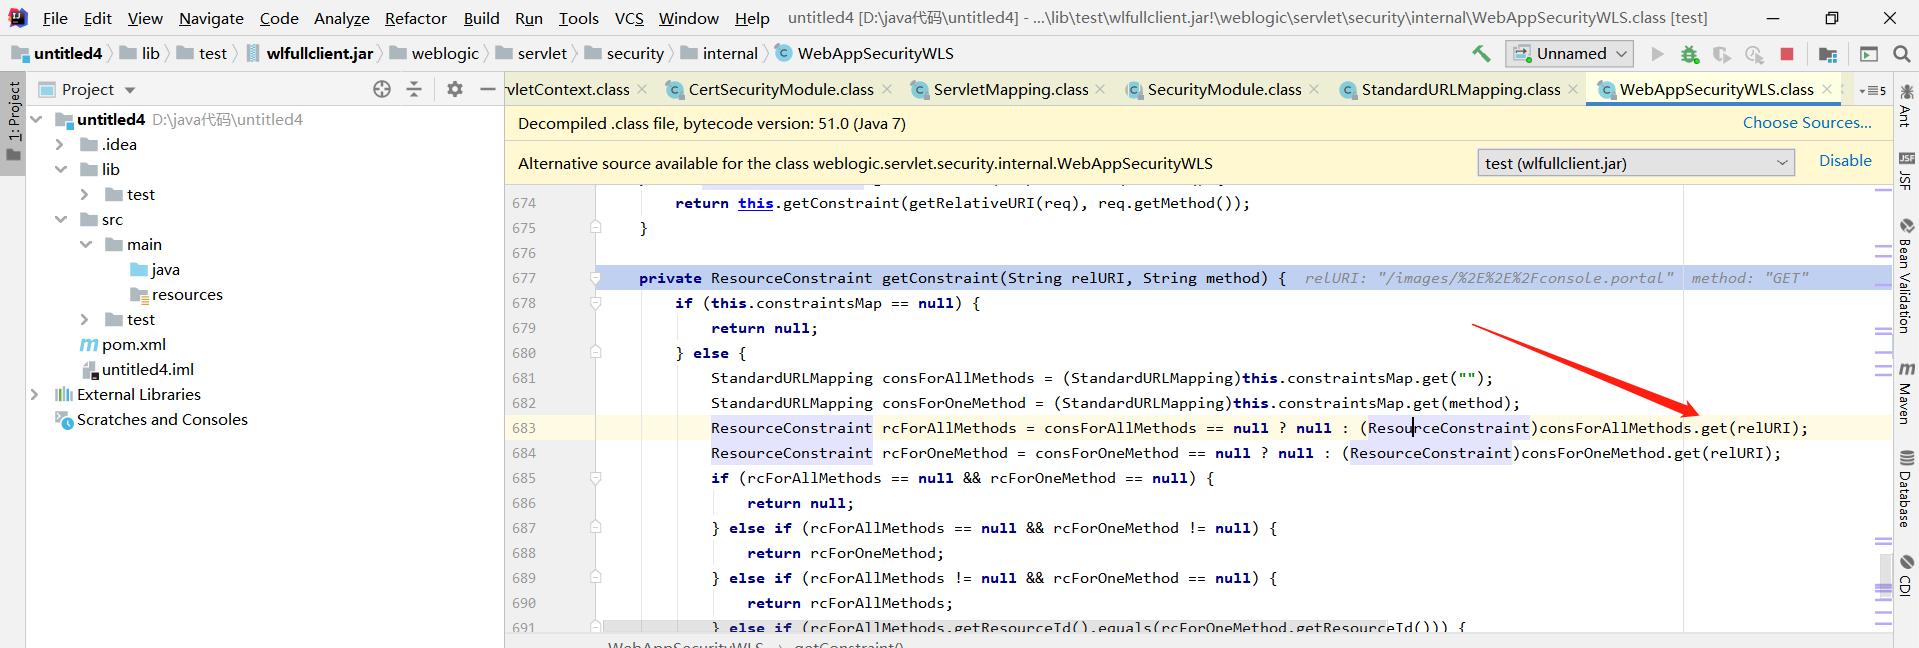 File Edit View Navigate Code Analyze Refactor Build Run Tools VCS Window Help untitled4 [D:\java代码\untitled4] - ...\lib\test\wlfullclient.jar!\weblogic\servlet\security\internal\WebAppSecurityWLS.class [test]
untitled4 lib test wlfullclient.jar weblogic servlet security internal WebAppSecurityWLS Unnamed
Project
vletContext.class CertSecurityModule.class ServletMapping.class SecurityModule.class StandardURLMapping.class WebAppSecurityWLS.class 5
1: Project
untitled4 D:\java代码\untitled4
.idea
lib
test
src
main
java
resources
test
pom.xml
untitled4.iml
External Libraries
Scratches and Consoles
Decompiled .class file, bytecode version: 51.0 (Java 7) Choose Sources...
Alternative source available for the class weblogic.servlet.security.internal.WebAppSecurityWLS test (wlfullclient.jar) Disable
674 return this.getConstraint(getRelativeURI(req), req.getMethod());
675 }
676
677 private ResourceConstraint getConstraint(String relURI, String method) { relURI: "/images/%2E%2E%2Fconsole.portal" method: "GET"
678 if (this.constraintsMap == null) {
679 return null;
680 } else {
681 StandardURLMapping consForAllMethods = (StandardURLMapping)this.constraintsMap.get("");
682 StandardURLMapping consForOneMethod = (StandardURLMapping)this.constraintsMap.get(method);
683 ResourceConstraint rcForAllMethods = consForAllMethods == null ? null : (ResourceConstraint)consForAllMethods.get(relURI);
684 ResourceConstraint rcForOneMethod = consForOneMethod == null ? null : (ResourceConstraint)consForOneMethod.get(relURI);
685 if (rcForAllMethods == null && rcForOneMethod == null) {
686 return null;
687 } else if (rcForAllMethods == null && rcForOneMethod != null) {
688 return rcForOneMethod;
689 } else if (rcForAllMethods != null && rcForOneMethod == null) {
690 return rcForAllMethods;
691 } else if (rcForAllMethods.getResourceId().equals(rcForOneMethod.getResourceId())) {
WebAppSecurityWLS getConstraint()
Ant
JSF
Bean Validation
Maven
Database
CDI